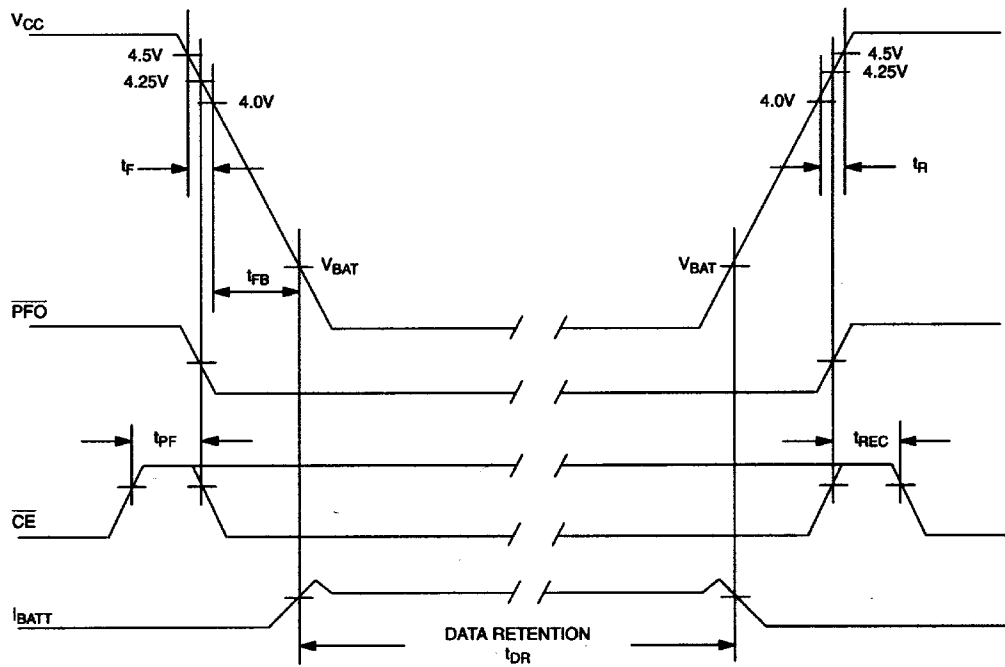 VCC
4.5V
4.5V
4.25V
4.25V
4.0V
4.0V
tF
tR
VBAT
VBAT
tFB
PFO
tPF
tREC
CE
IBATT
DATA RETENTION
tDR